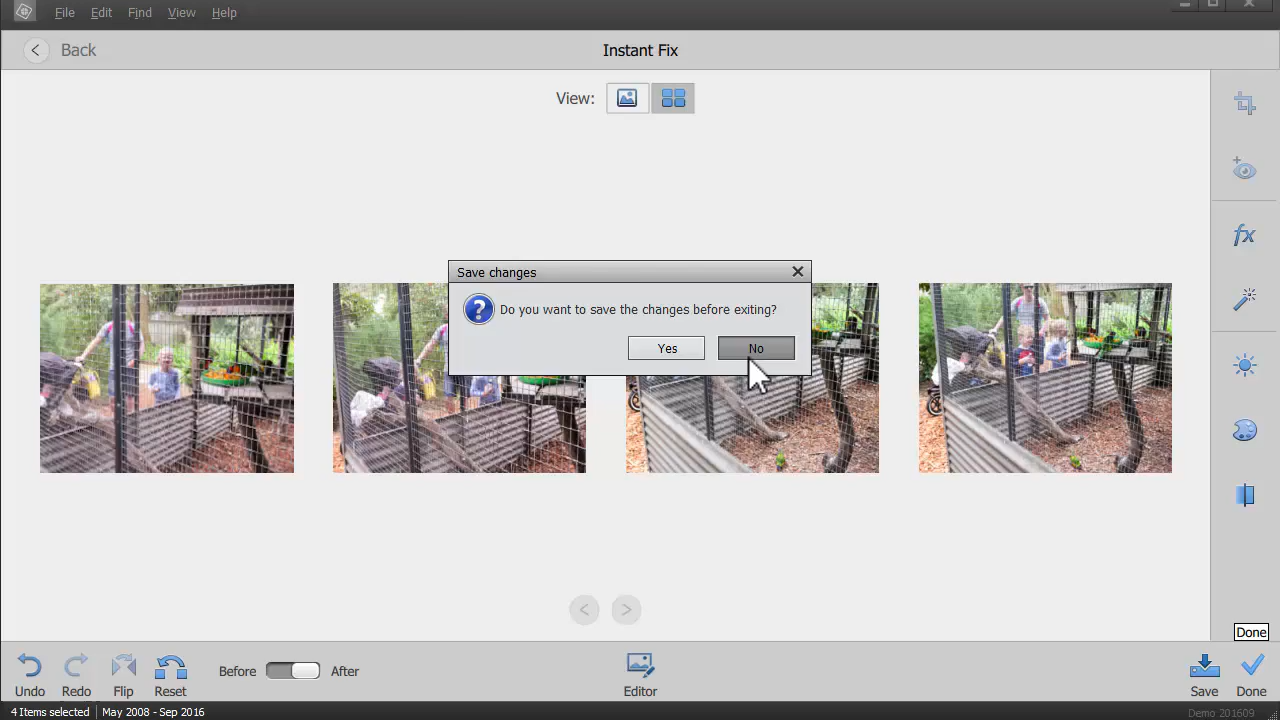 File Edit Find View Help
Back
Instant Fix
View:
fx
Save changes
Do you want to save the changes before exiting?
Yes No
Done
Undo Redo Flip Reset Before After Editor Save Done
4 Items selected May 2008 - Sep 2016
Demo 201609